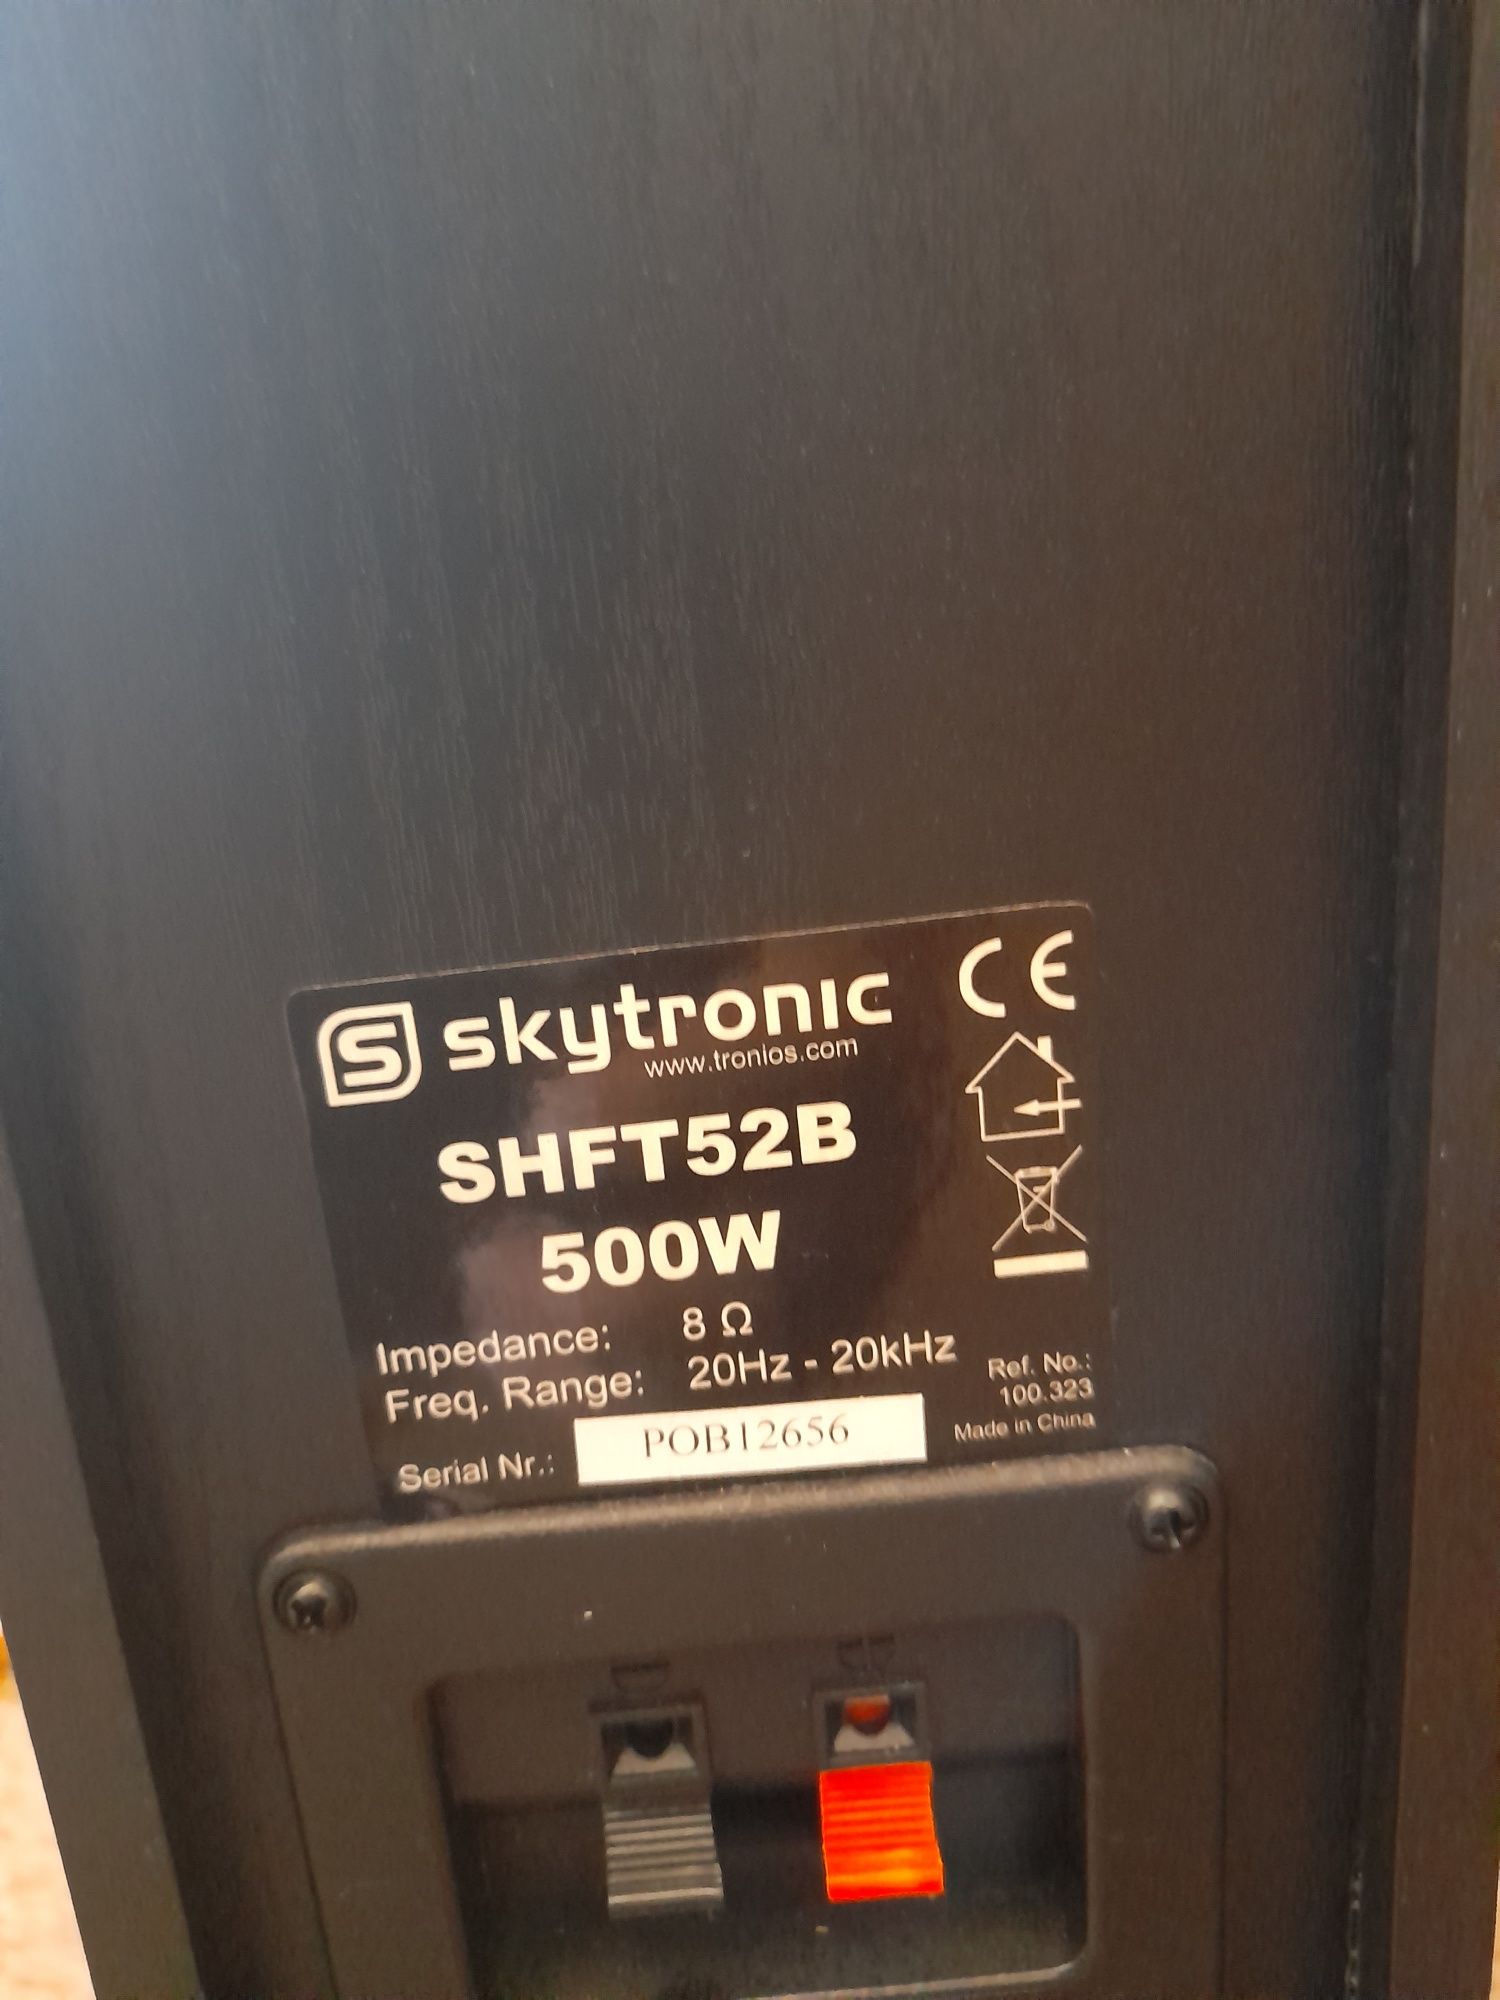 S skytronic
www.tronios.com
CE
SHFT52B
500W
Impedance: 8 Ω
Freq. Range: 20Hz - 20kHz
Ref. No.:
100.323
Made in China
Serial Nr.: POB12656